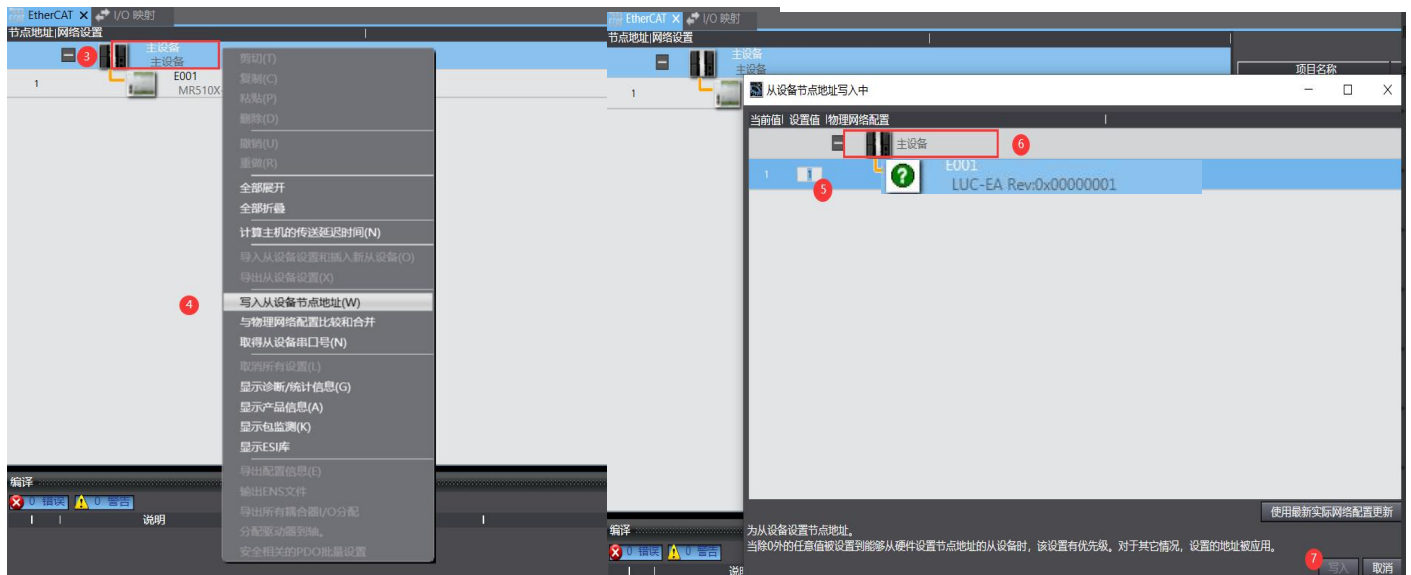 EtherCAT × I/O 映射
节点地址|网络设置
3
主设备
主设备
1
E001
MR510X
剪切(T)
复制(C)
粘贴(P)
删除(D)
撤销(U)
重做(R)
全部展开
全部折叠
计算主机的传送延迟时间(N)
导入从设备设置和插入新从设备(O)
导出从设备设置(X)
4
写入从设备节点地址(W)
与物理网络配置比较和合并
取得从设备串口号(N)
取消所有设置(L)
显示诊断/统计信息(G)
显示产品信息(A)
显示包监测(K)
显示ESI库
导出配置信息(E)
输出ENS文件
导出所有耦合器I/O分配
分配驱动器到轴。
安全相关的PDO批量设置
编译
0 错误 0 警告
说明
EtherCAT × I/O 映射
节点地址|网络设置
主设备
主设备
1
项目名称
从设备节点地址写入中
当前值| 设置值 |物理网络配置
主设备
6
1 1
5
E001
LUC-EA Rev:0x00000001
使用最新实际网络配置更新
为从设备设置节点地址。
当除0外的任意值被设置到能够从硬件设置节点地址的从设备时，该设置有优先级。对于其它情况，设置的地址被应用。
7
写入 取消
编译
0 错误 0 警告